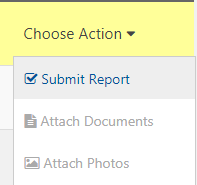 Choose Action
Submit Report
Attach Documents
Attach Photos